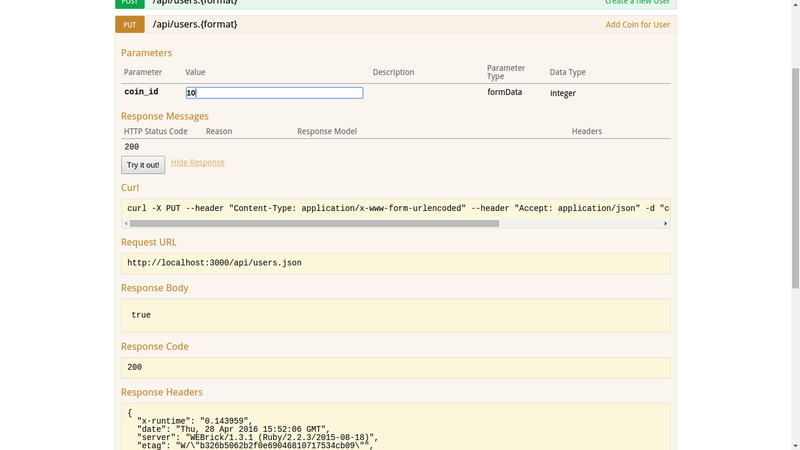 POST /api/users.{format} create a new User
PUT /api/users.{format} Add Coin for User
Parameters
Parameter Value Description Parameter Type Data Type
coin_id 10 formData integer
Response Messages
HTTP Status Code Reason Response Model Headers
200
Try it out! Hide Response
Curl
curl -X PUT --header "Content-Type: application/x-www-form-urlencoded" --header "Accept: application/json" -d "c
Request URL
http://localhost:3000/api/users.json
Response Body
true
Response Code
200
Response Headers
{
"x-runtime": "0.143959",
"date": "Thu, 28 Apr 2016 15:52:06 GMT",
"server": "WEBrick/1.3.1 (Ruby/2.2.3/2015-08-18)",
"etag": "W/\"b326b5062b2f0e69046810717534cb09\"",